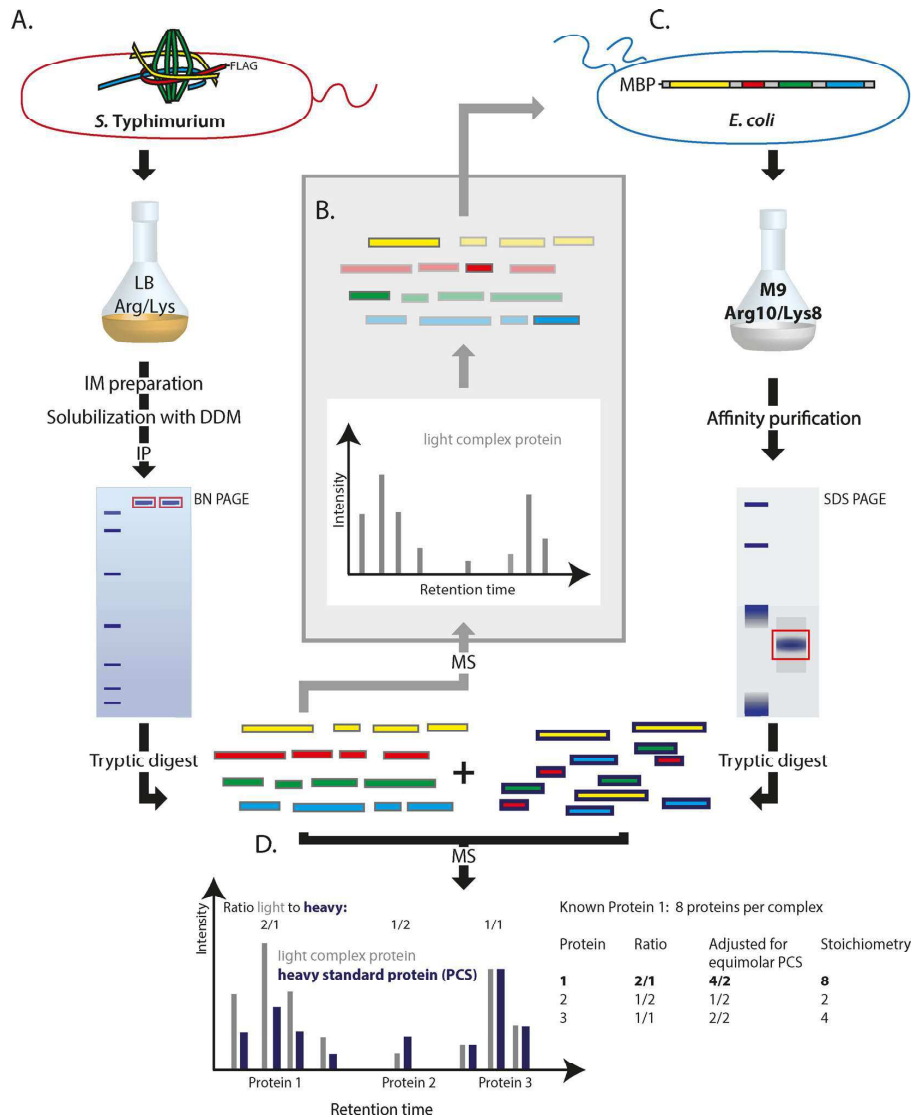 A.
FLAG
S. Typhimurium
LB
Arg/Lys
IM preparation
Solubilization with DDM
IP
BN PAGE
Tryptic digest
B.
light complex protein
Intensity
Retention time
MS
C.
MBP
E. coli
M9
Arg10/Lys8
Affinity purification
SDS PAGE
Tryptic digest
+
D.
MS
Intensity
Ratio light to heavy:
2/1 1/2 1/1
light complex protein
heavy standard protein (PCS)
Protein 1 Protein 2 Protein 3
Retention time
Known Protein 1: 8 proteins per complex
Protein Ratio Adjusted for Stoichiometry
equimolar PCS
1 2/1 4/2 8
2 1/2 1/2 2
3 1/1 2/2 4